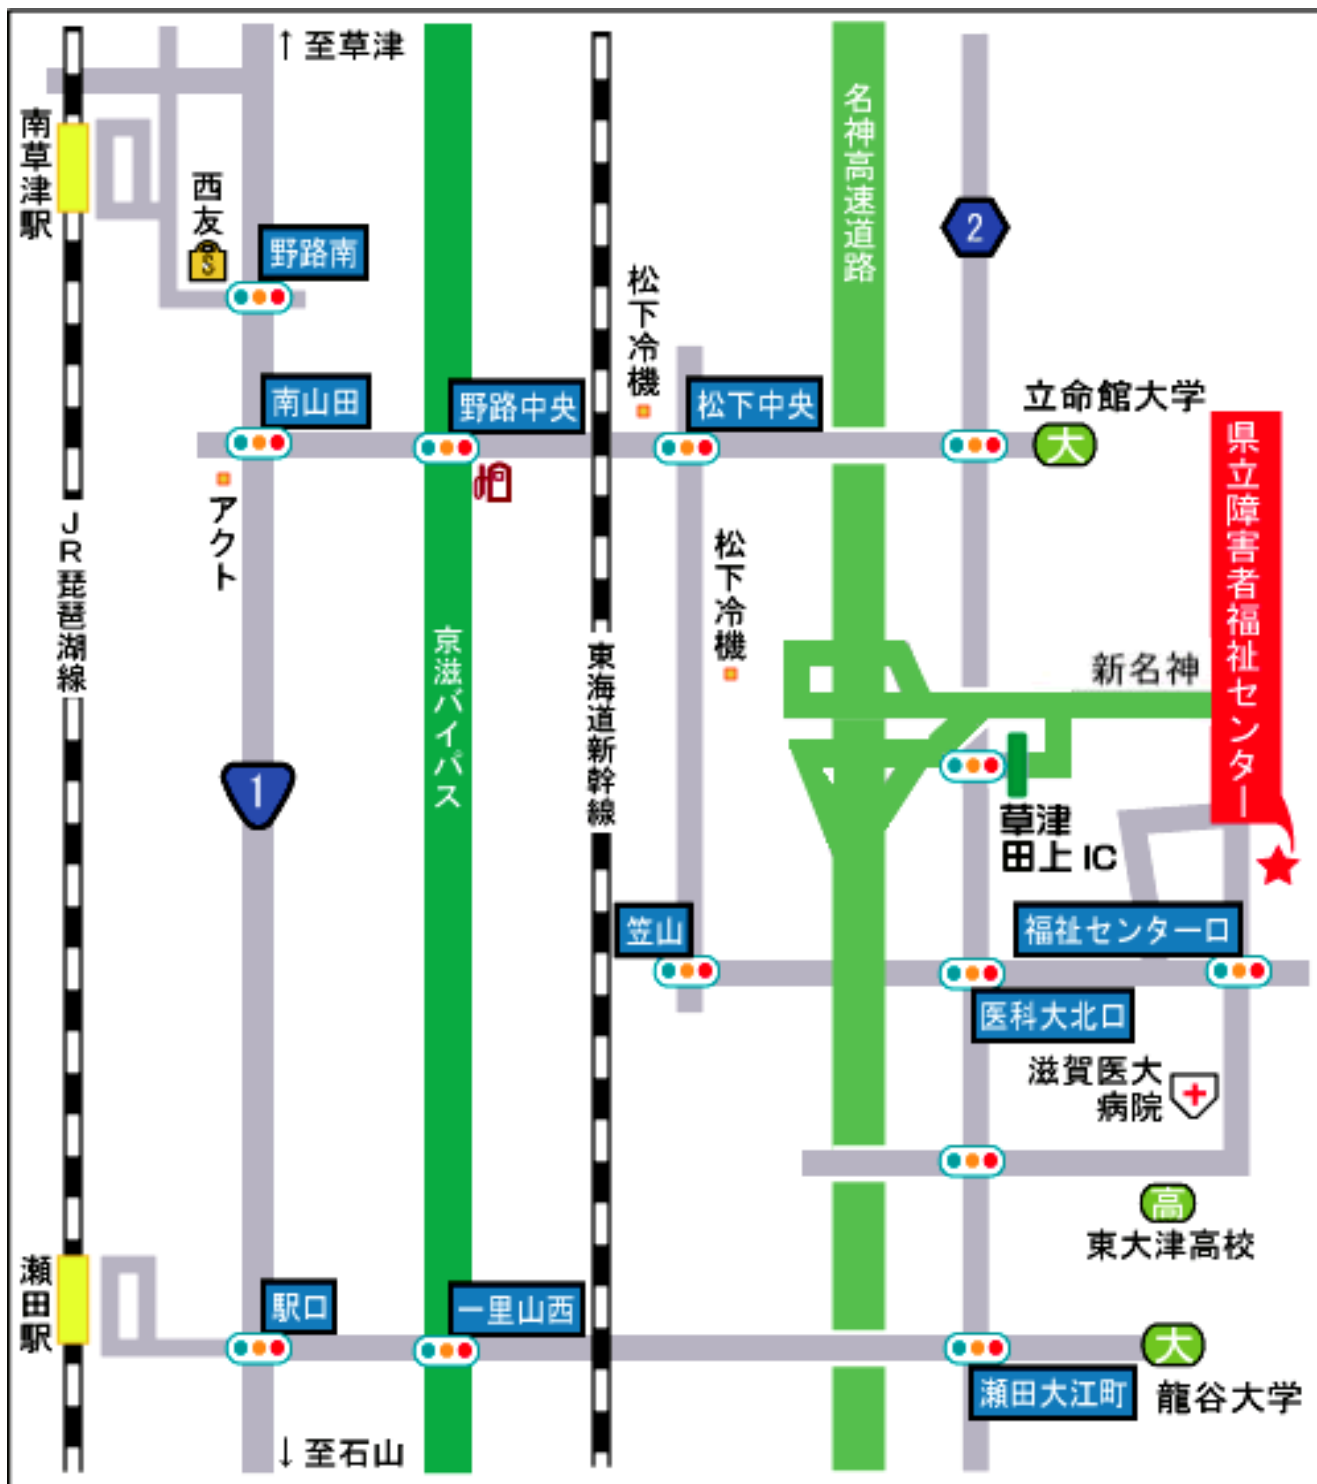 ↑至草津
南草津駅
西友
S
野路南
名神高速道路
2
松下冷機
南山田
野路中央
松下中央
立命館大学
大
県立障害者福祉センター
アクト
JR琵琶湖線
松下冷機
京滋バイパス
東海道新幹線
新名神
1
草津
田上IC
笠山
福祉センター口
医科大北口
滋賀医大
病院
高
東大津高校
瀬田駅
駅口
一里山西
大
瀬田大江町
龍谷大学
↓至石山